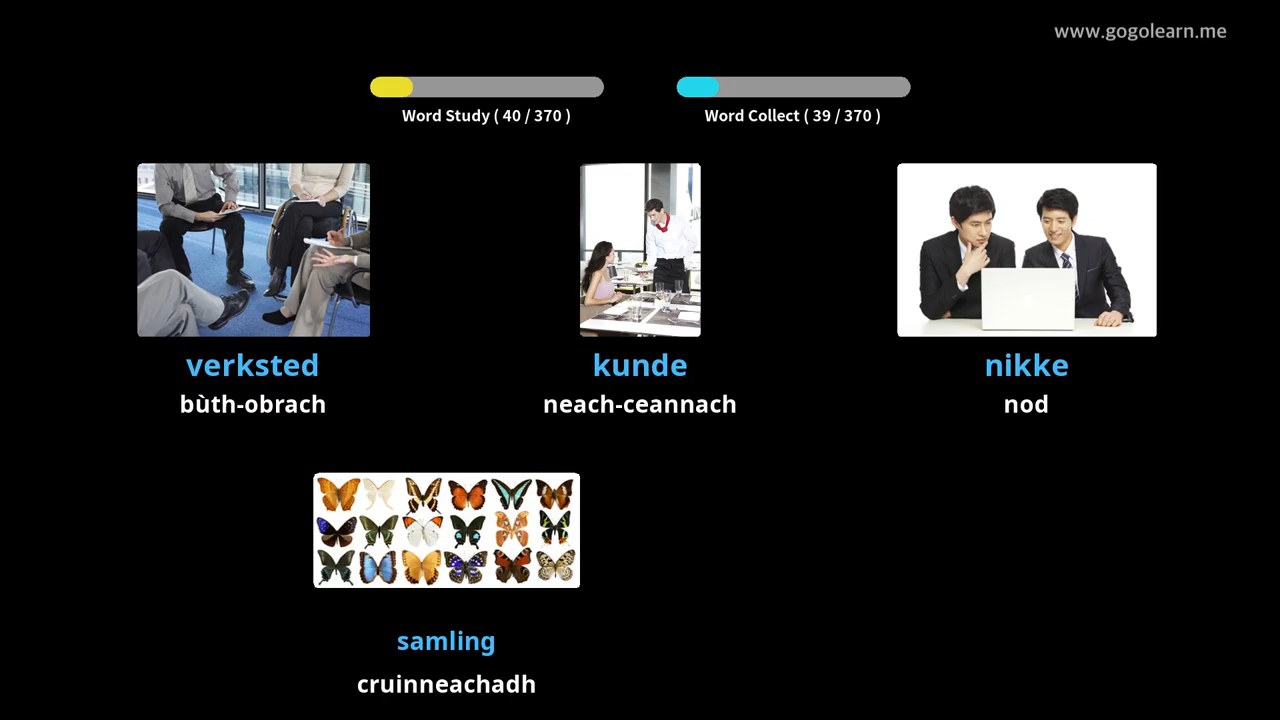 www.gogolearn.me
Word Study ( 40 / 370 )
Word Collect ( 39 / 370 )
verksted
bùth-obrach
kunde
neach-ceannach
nikke
nod
samling
cruinneachadh